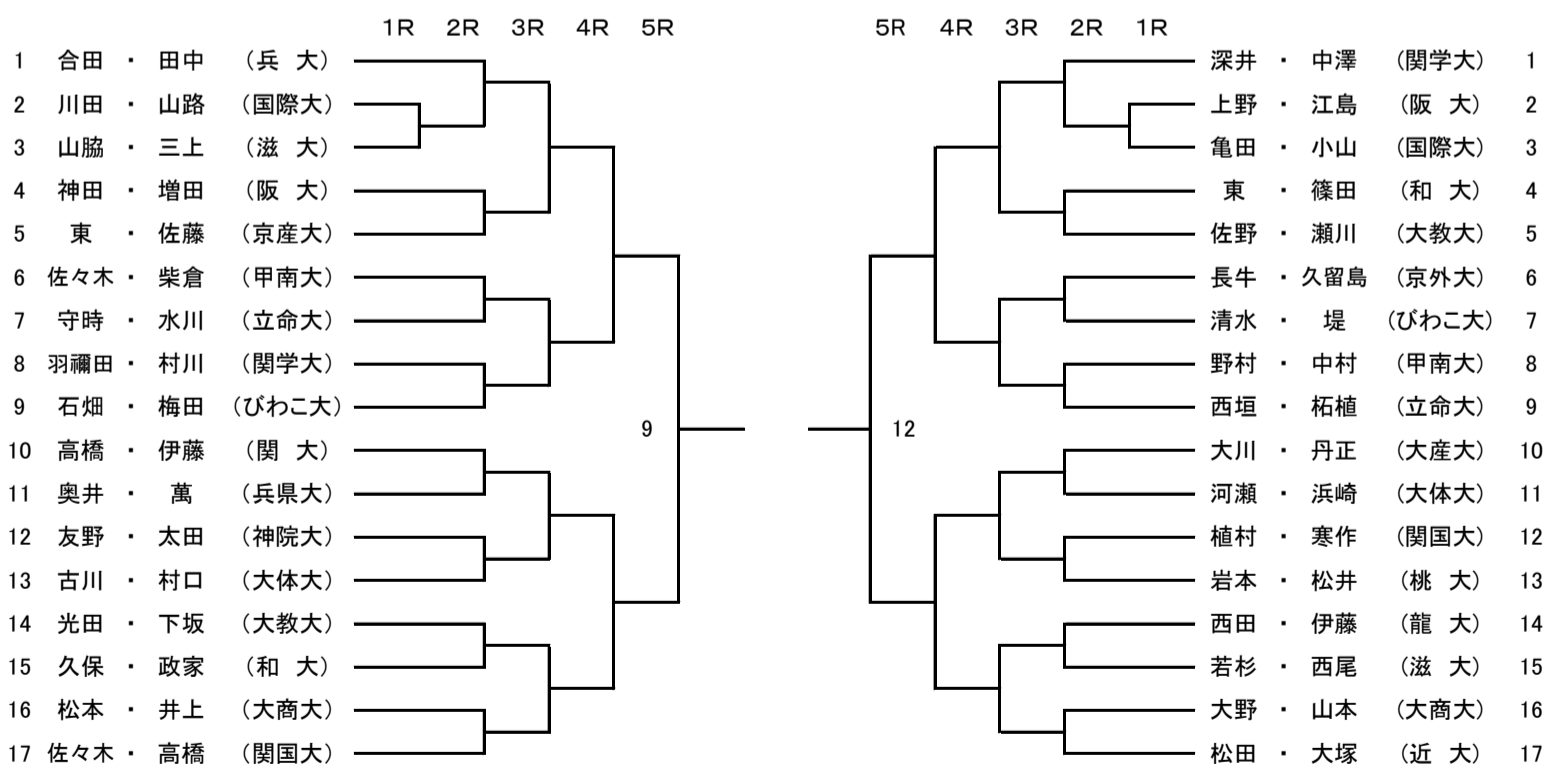 1R 2R 3R 4R 5R 5R 4R 3R 2R 1R
1 合田 ・ 田中 (兵 大) 深井 ・ 中澤 (関学大) 1
2 川田 ・ 山路 (国際大) 上野 ・ 江島 (阪 大) 2
3 山脇 ・ 三上 (滋 大) 亀田 ・ 小山 (国際大) 3
4 神田 ・ 増田 (阪 大) 東 ・ 篠田 (和 大) 4
5 東 ・ 佐藤 (京産大) 佐野 ・ 瀬川 (大教大) 5
6 佐々木 ・ 柴倉 (甲南大) 長牛 ・ 久留島 (京外大) 6
7 守時 ・ 水川 (立命大) 清水 ・ 堤 (びわこ大) 7
8 羽禰田 ・ 村川 (関学大) 野村 ・ 中村 (甲南大) 8
9 石畑 ・ 梅田 (びわこ大) 西垣 ・ 柘植 (立命大) 9
9 12
10 高橋 ・ 伊藤 (関 大) 大川 ・ 丹正 (大産大) 10
11 奥井 ・ 萬 (兵県大) 河瀬 ・ 浜崎 (大体大) 11
12 友野 ・ 太田 (神院大) 植村 ・ 寒作 (関国大) 12
13 古川 ・ 村口 (大体大) 岩本 ・ 松井 (桃 大) 13
14 光田 ・ 下坂 (大教大) 西田 ・ 伊藤 (龍 大) 14
15 久保 ・ 政家 (和 大) 若杉 ・ 西尾 (滋 大) 15
16 松本 ・ 井上 (大商大) 大野 ・ 山本 (大商大) 16
17 佐々木 ・ 高橋 (関国大) 松田 ・ 大塚 (近 大) 17